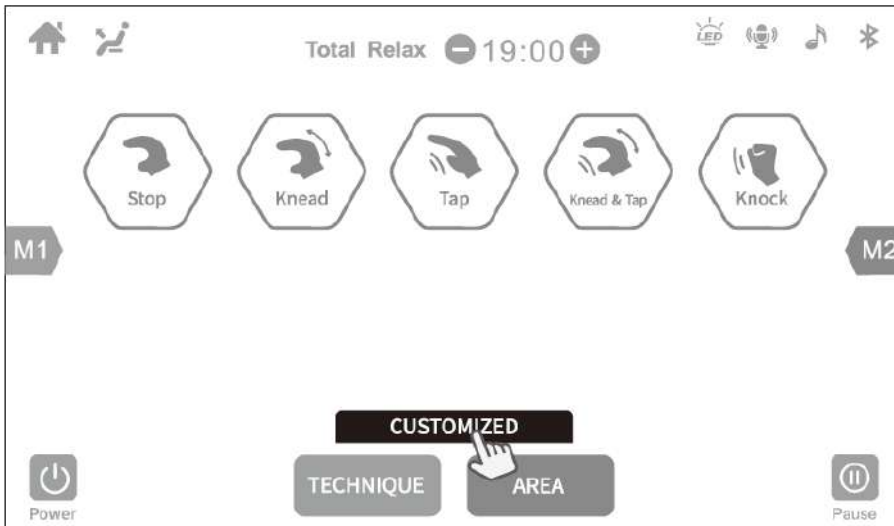 Total Relax 19:00
LED
Stop
Knead
Tap
Knead & Tap
Knock
M1
M2
CUSTOMIZED
TECHNIQUE
AREA
Power
Pause